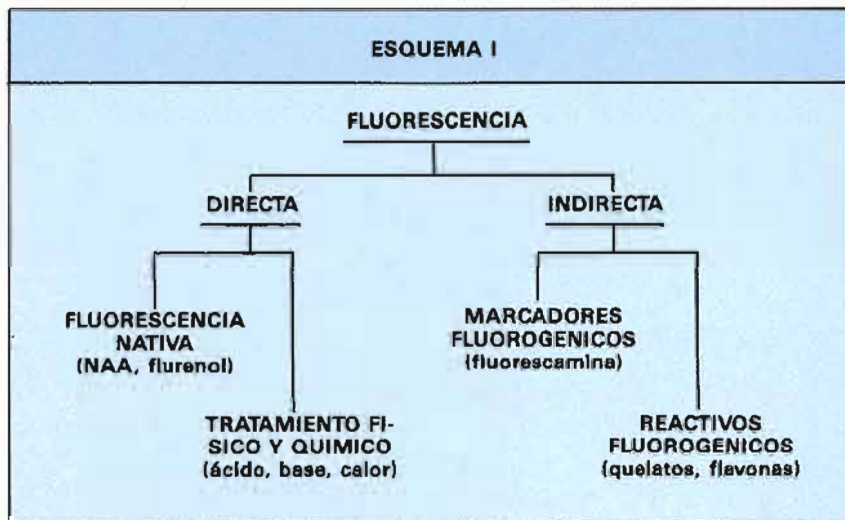 ESQUEMA I
FLUORESCENCIA
DIRECTA
INDIRECTA
FLUORESCENCIA
NATIVA
(NAA, flurenol)
TRATAMIENTO FI-
SICO Y QUIMICO
(ácido, base, calor)
MARCADORES
FLUOROGENICOS
(fluorescamina)
REACTIVOS
FLUOROGENICOS
(quelatos, flavonas)